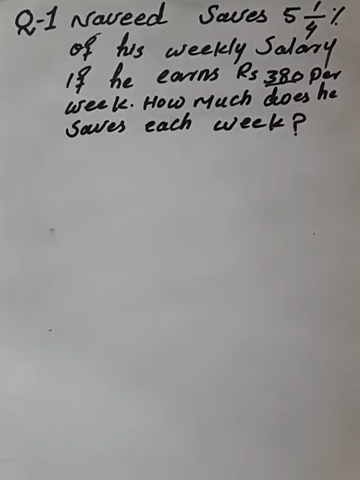 Q-1 Naveed Saves 5 1/4 %
of his weekly Salary
If he earns Rs 380 per
week. How Much does he
Saves each week?